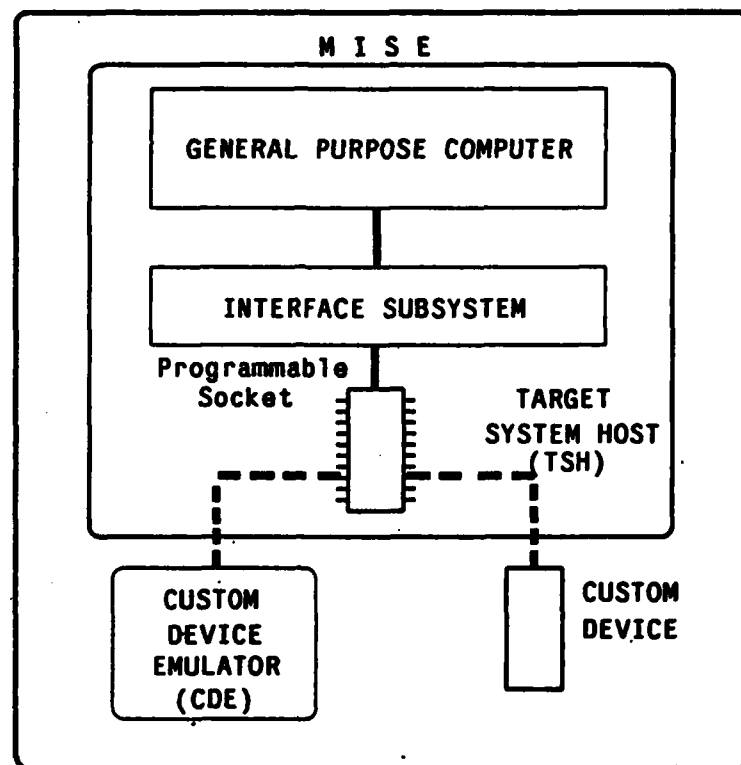 M I S E
GENERAL PURPOSE COMPUTER
INTERFACE SUBSYSTEM
Programmable
Socket
TARGET
SYSTEM HOST
(TSH)
CUSTOM
DEVICE
EMULATOR
(CDE)
CUSTOM
DEVICE